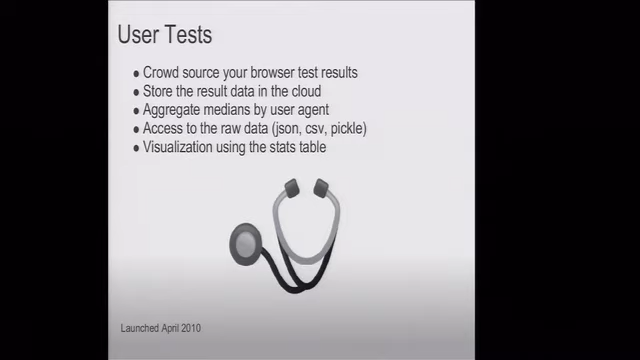 User Tests
● Crowd source your browser test results
● Store the result data in the cloud
● Aggregate medians by user agent
● Access to the raw data (json, csv, pickle)
● Visualization using the stats table
Launched April 2010